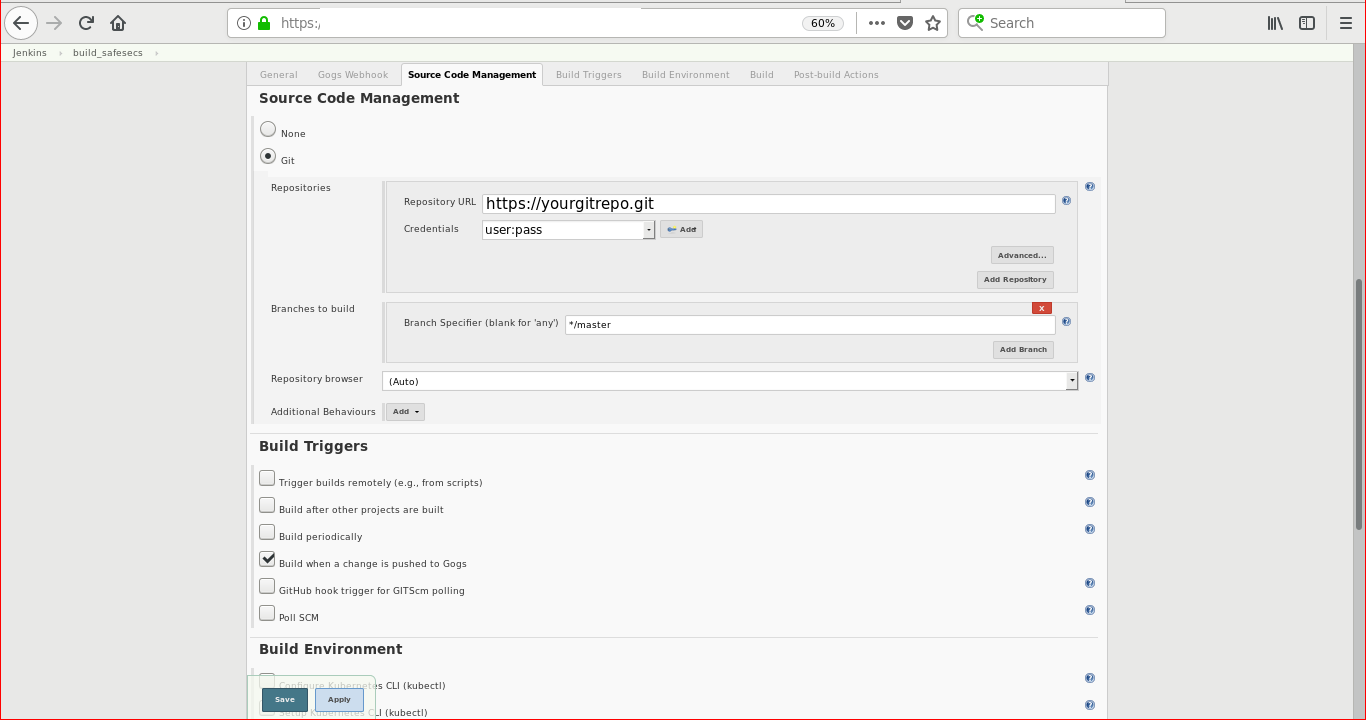 https:/
60%
Search
Jenkins › build_safesecs ›
General Gogs Webhook Source Code Management Build Triggers Build Environment Build Post-build Actions
Source Code Management
None
Git
Repositories
Repository URL https://yourgitrepo.git
Credentials user:pass Add
Advanced...
Add Repository
Branches to build
X
Branch Specifier (blank for 'any') */master
Add Branch
Repository browser (Auto)
Additional Behaviours Add
Build Triggers
Trigger builds remotely (e.g., from scripts)
Build after other projects are built
Build periodically
Build when a change is pushed to Gogs
GitHub hook trigger for GITScm polling
Poll SCM
Build Environment
Configure Kubernetes CLI (kubectl)
Save Apply
Setup Kubernetes CLI (kubectl)